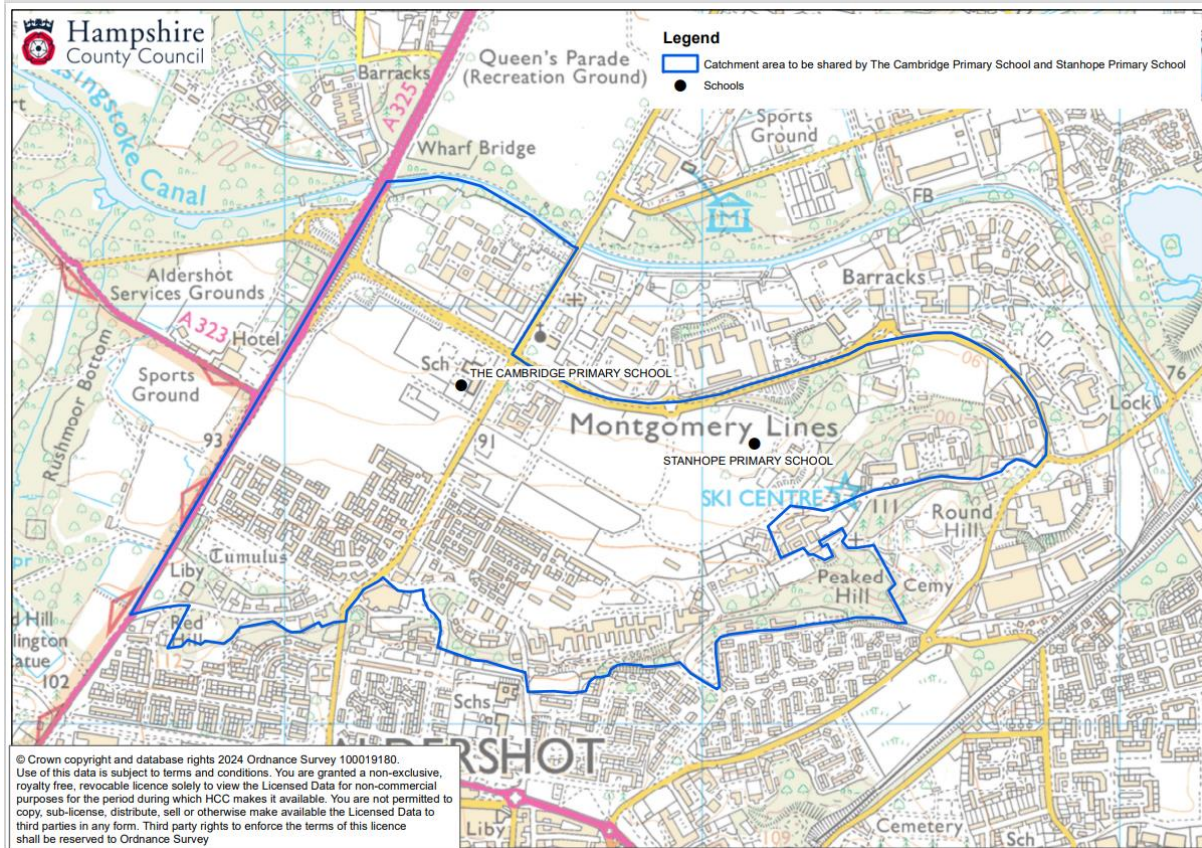 Hampshire
County Council
Legend
Catchment area to be shared by The Cambridge Primary School and Stanhope Primary School
Schools
Barracks
A 325
Queen's Parade
(Recreation Ground)
Sports
Ground
Wharf Bridge
Canal
FB
Aldershot
Services Grounds
Barracks
A 323
Hotel
Rushmoor Bottom
Sports
Ground
Sch
THE CAMBRIDGE PRIMARY SCHOOL
76
Lock
93
91
Montgomery Lines
STANHOPE PRIMARY SCHOOL
SKI CENTRE
111
Round
Hill
Tumulus
Liby
Peaked
Hill
Cemy
Red
Hill
112
102
Schs
© Crown copyright and database rights 2024 Ordnance Survey 100019180.
Use of this data is subject to terms and conditions. You are granted a non-exclusive,
royalty free, revocable licence solely to view the Licensed Data for non-commercial
purposes for the period during which HCC makes it available. You are not permitted to
copy, sub-license, distribute, sell or otherwise make available the Licensed Data to
third parties in any form. Third party rights to enforce the terms of this licence
shall be reserved to Ordnance Survey
Liby
109
Cemetery
Sch